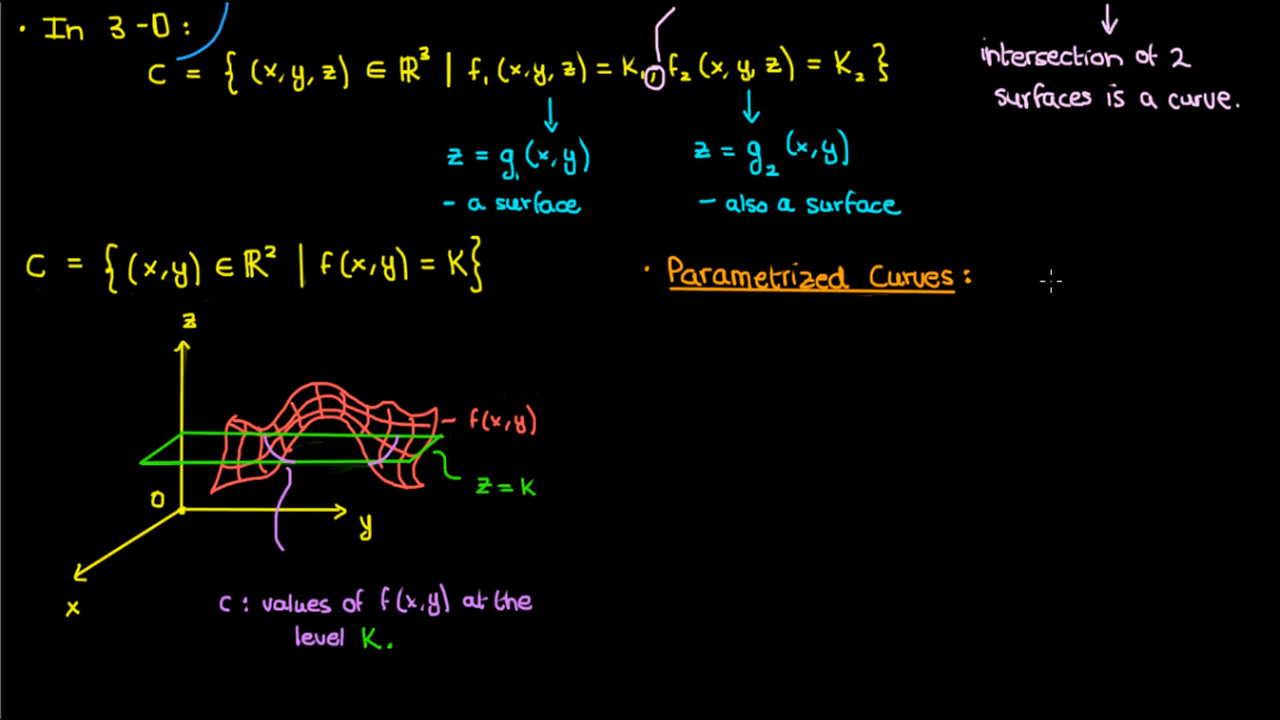 • In 3-D:
C = { (x, y, z) ∈ ℝ³ | f₁ (x, y, z) = K₁, f₂ (x, y, z) = K₂ }
intersection of 2
surfaces is a curve.
z = g₁ (x, y)
z = g₂ (x, y)
- a surface
- also a surface
C = { (x, y) ∈ ℝ² | f(x, y) = K }
• Parametrized Curves:
z
f(x, y)
z = K
O
y
x
C : values of f(x, y) at the
level K.